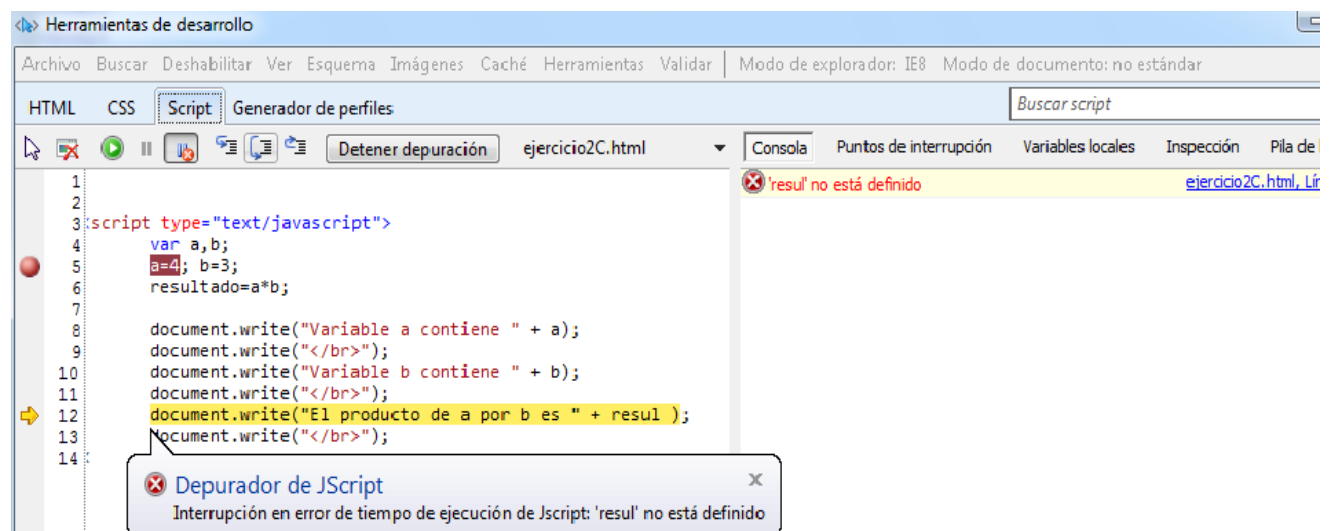 Herramientas de desarrollo
Archivo Buscar Deshabilitar Ver Esquema Imágenes Caché Herramientas Validar Modo de explorador: IE8 Modo de documento: no estándar
HTML CSS Script Generador de perfiles Buscar script
Detener depuración ejercicio2C.html Consola Puntos de interrupción Variables locales Inspección Pila de
1 'resul' no está definido ejercicio2C.html, Lín
2
3 script type="text/javascript">
4 var a,b;
5 a=4; b=3;
6 resultado=a*b;
7
8 document.write("Variable a contiene " + a);
9 document.write("</br>");
10 document.write("Variable b contiene " + b);
11 document.write("</br>");
12 document.write("El producto de a por b es " + resul );
13 document.write("</br>");
14
Depurador de JScript
Interrupción en error de tiempo de ejecución de Jscript: 'resul' no está definido